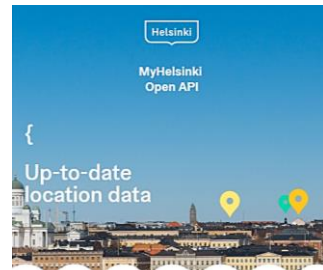 Helsinki
MyHelsinki
Open API
{
Up-to-date
location data